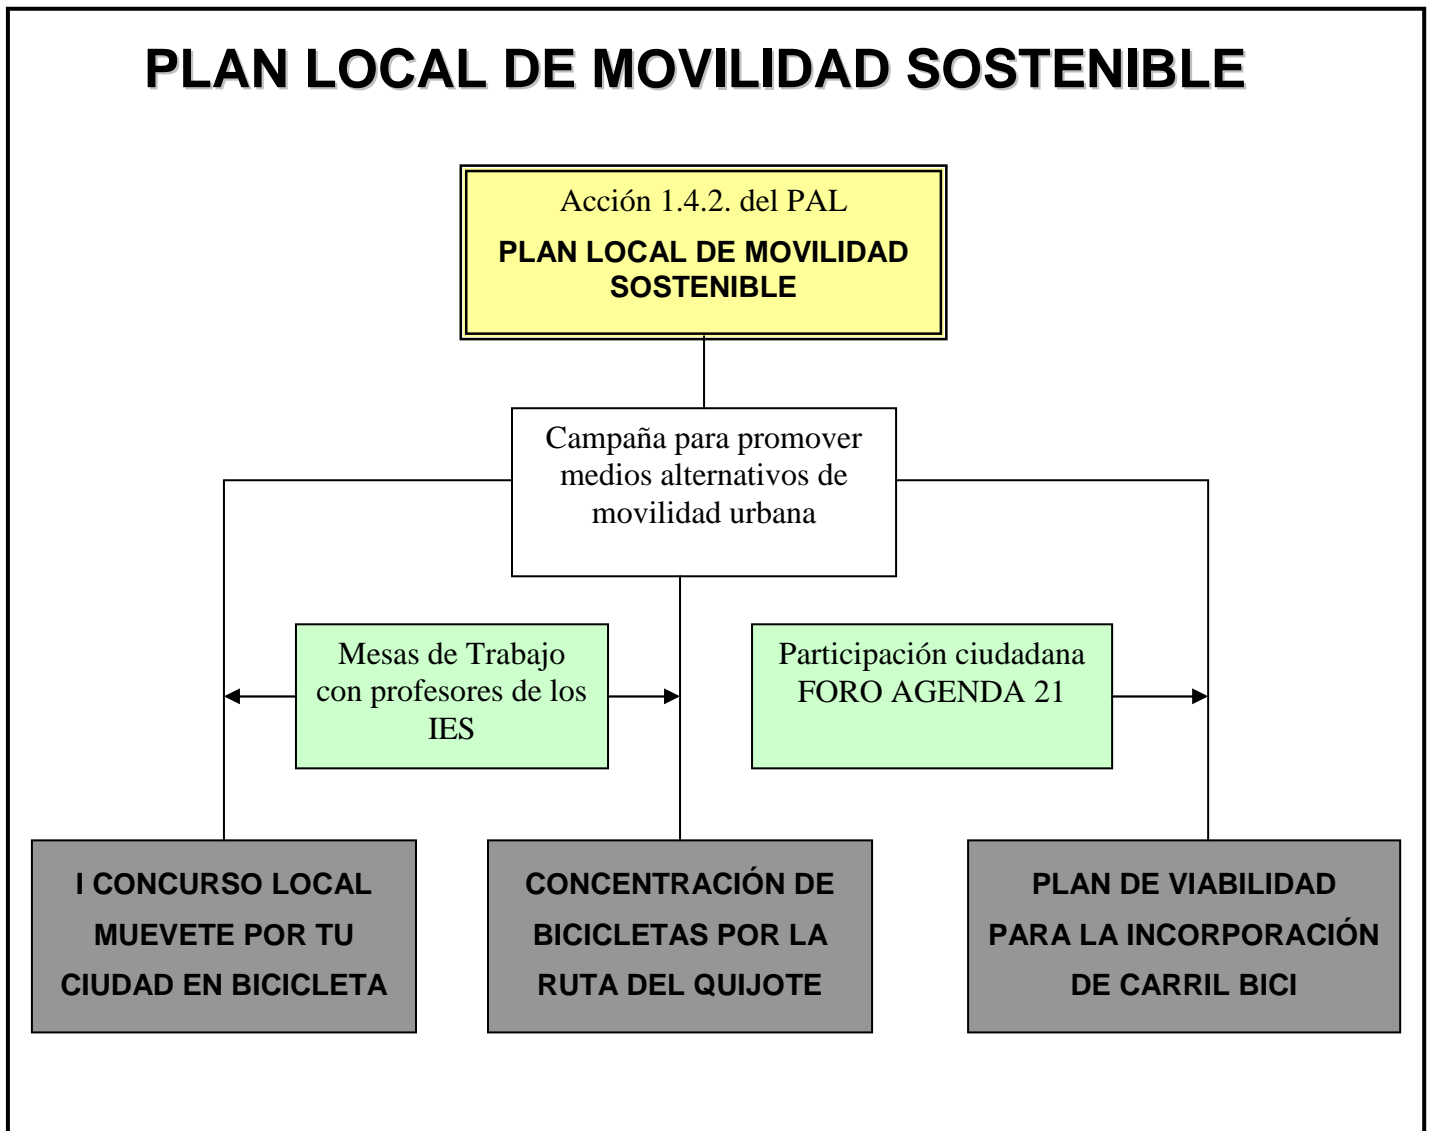 PLAN LOCAL DE MOVILIDAD SOSTENIBLE
Acción 1.4.2. del PAL
PLAN LOCAL DE MOVILIDAD
SOSTENIBLE
Campaña para promover
medios alternativos de
movilidad urbana
Mesas de Trabajo
con profesores de los
IES
Participación ciudadana
FORO AGENDA 21
I CONCURSO LOCAL
MUEVETE POR TU
CIUDAD EN BICICLETA
CONCENTRACIÓN DE
BICICLETAS POR LA
RUTA DEL QUIJOTE
PLAN DE VIABILIDAD
PARA LA INCORPORACIÓN
DE CARRIL BICI